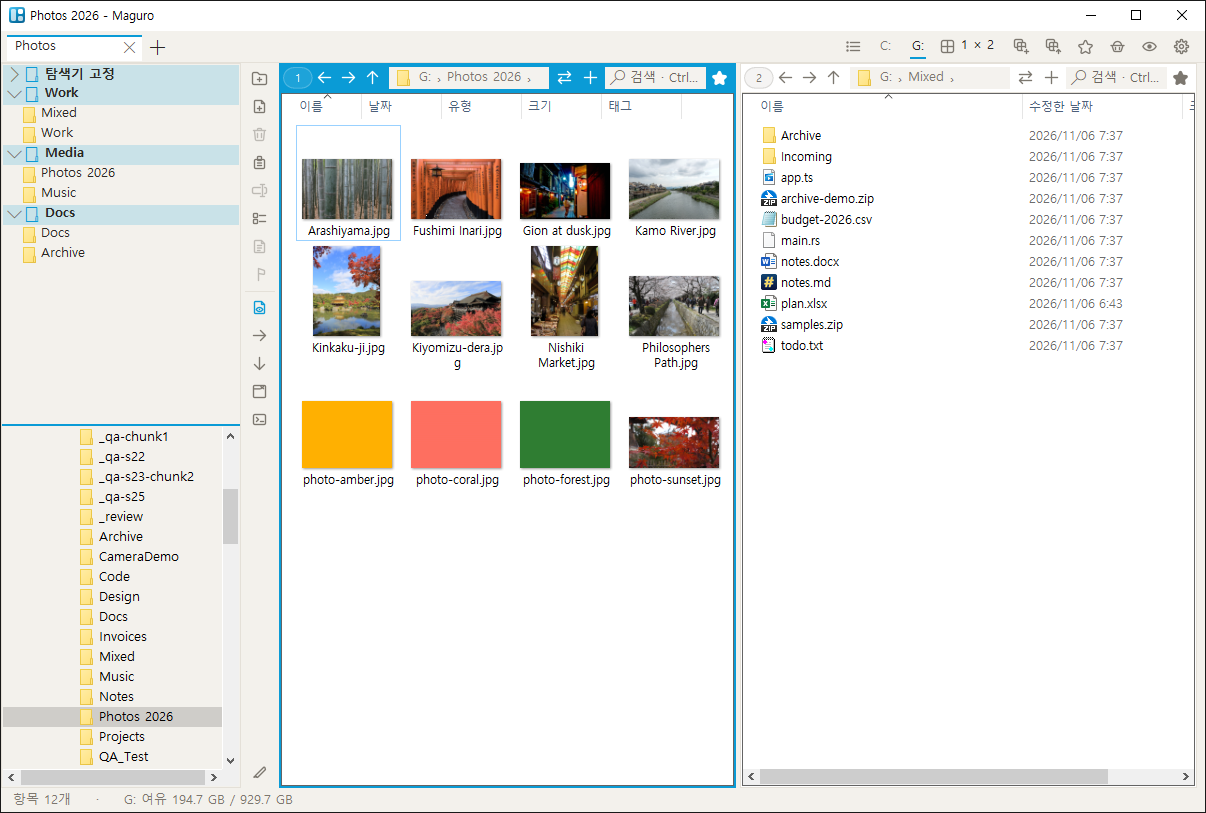 Photos 2026 - Maguro
Photos
C:
G:
1 × 2
탐색기 고정
Work
Mixed
Work
Media
Photos 2026
Music
Docs
Docs
Archive
_qa-chunk1
_qa-s22
_qa-s23-chunk2
_qa-s25
_review
Archive
CameraDemo
Code
Design
Docs
Invoices
Mixed
Music
Notes
Photos 2026
Projects
QA_Test
1
G: › Photos 2026 ›
검색 · Ctrl...
이름 날짜 유형 크기 태그
Arashiyama.jpg
Fushimi Inari.jpg
Gion at dusk.jpg
Kamo River.jpg
Kinkaku-ji.jpg
Kiyomizu-dera.jp
g
Nishiki
Market.jpg
Philosophers
Path.jpg
photo-amber.jpg
photo-coral.jpg
photo-forest.jpg
photo-sunset.jpg
2
G: › Mixed ›
검색 · Ctrl...
이름 수정한 날짜
Archive 2026/11/06 7:37
Incoming 2026/11/06 7:37
app.ts 2026/11/06 7:37
archive-demo.zip 2026/11/06 7:37
budget-2026.csv 2026/11/06 7:37
main.rs 2026/11/06 7:37
notes.docx 2026/11/06 7:37
notes.md 2026/11/06 7:37
plan.xlsx 2026/11/06 6:43
samples.zip 2026/11/06 7:37
todo.txt 2026/11/06 7:37
항목 12개 · G: 여유 194.7 GB / 929.7 GB